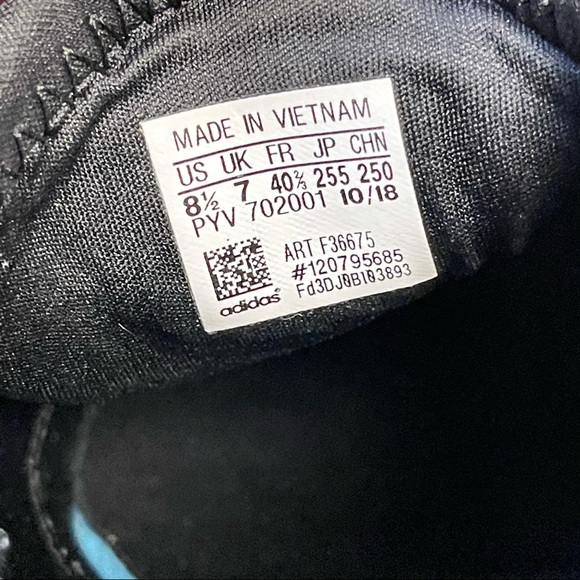 MADE IN VIETNAM
US UK FR JP CHN
8½ 7 40⅔ 255 250
PYV 702001 10/18
ART F36675
#120795685
Fd3DJ0B103893
adidas